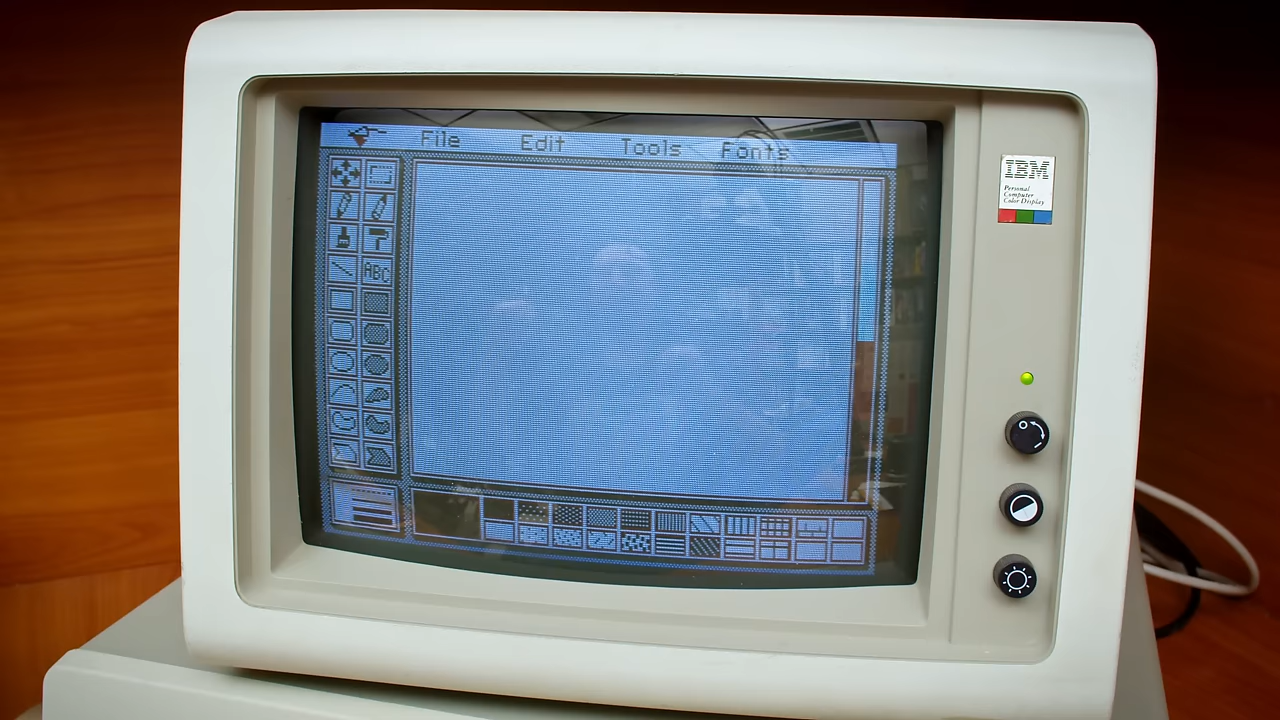 File Edit Tools Fonts
ABC
IBM
Personal
Computer
Color Display